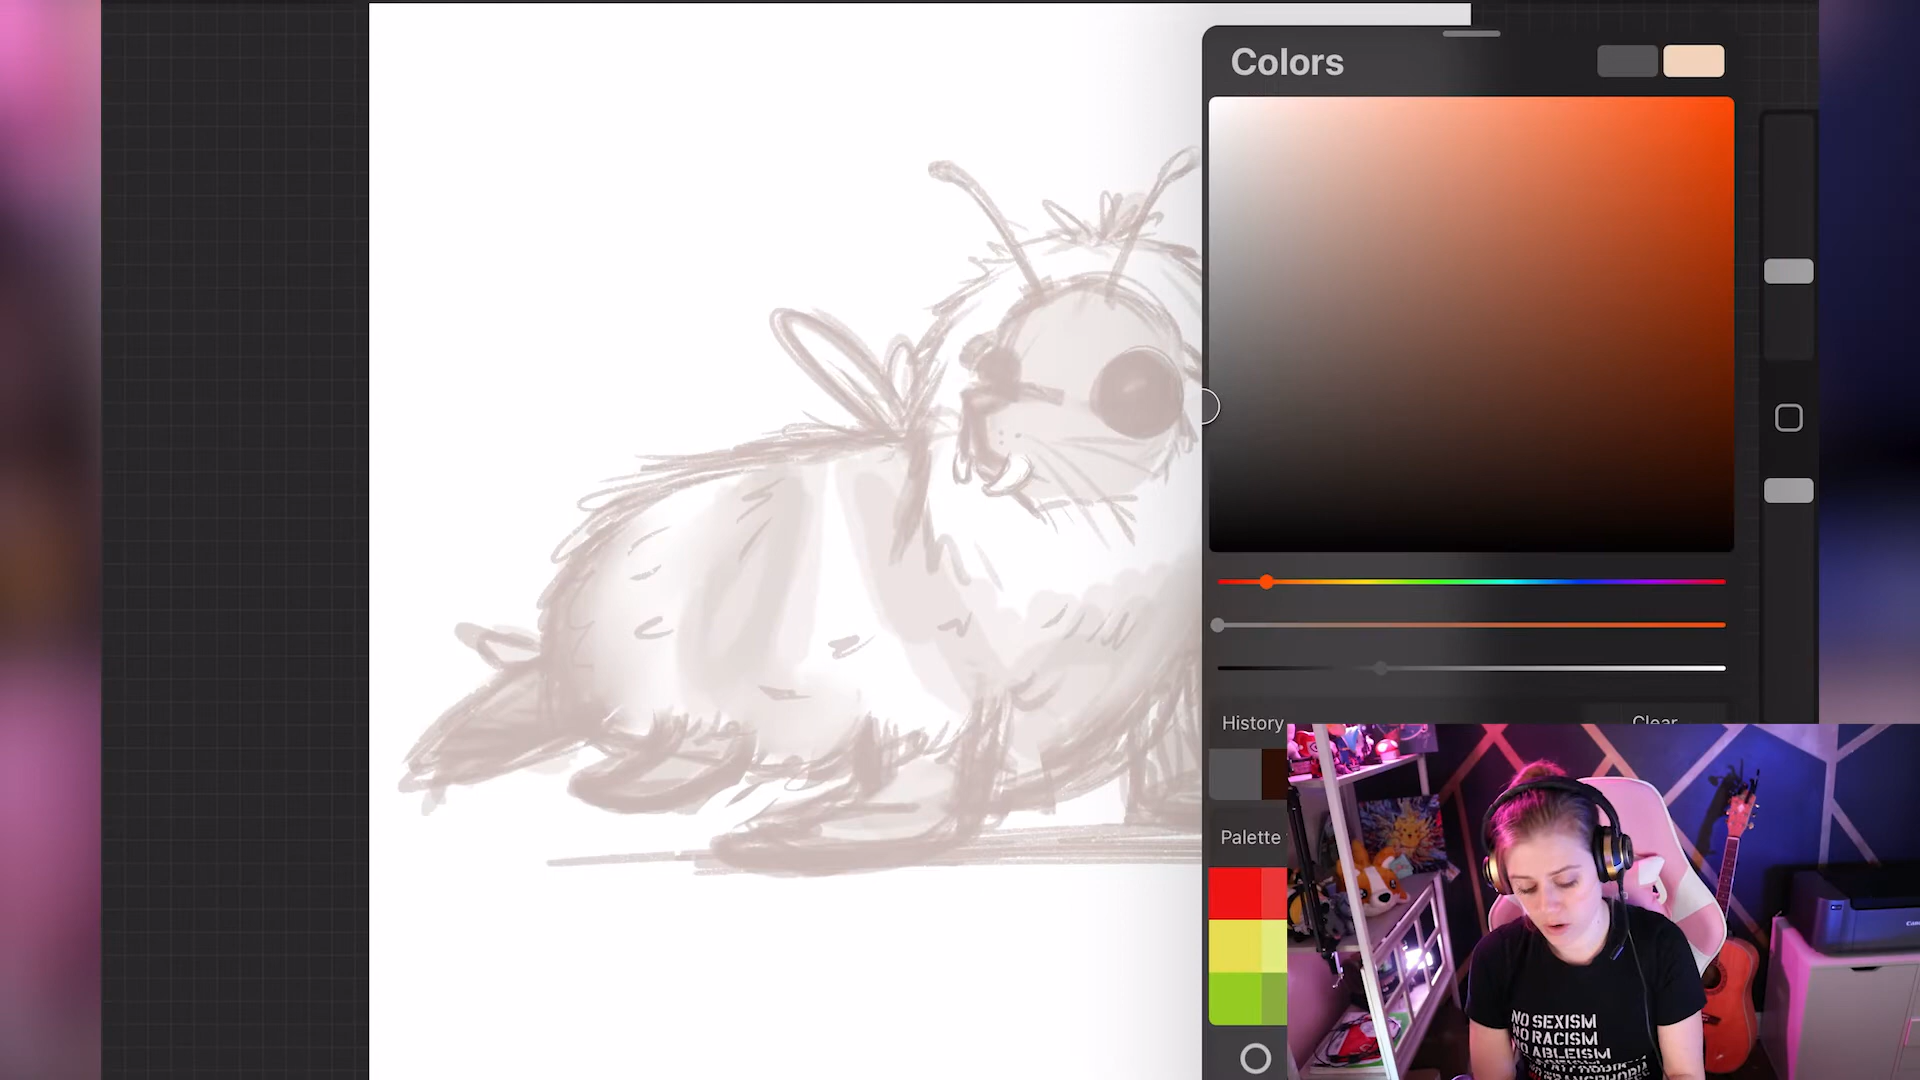 Colors
History
Clear
Palette
NO SEXISM
NO RACISM
NO ABLEISM